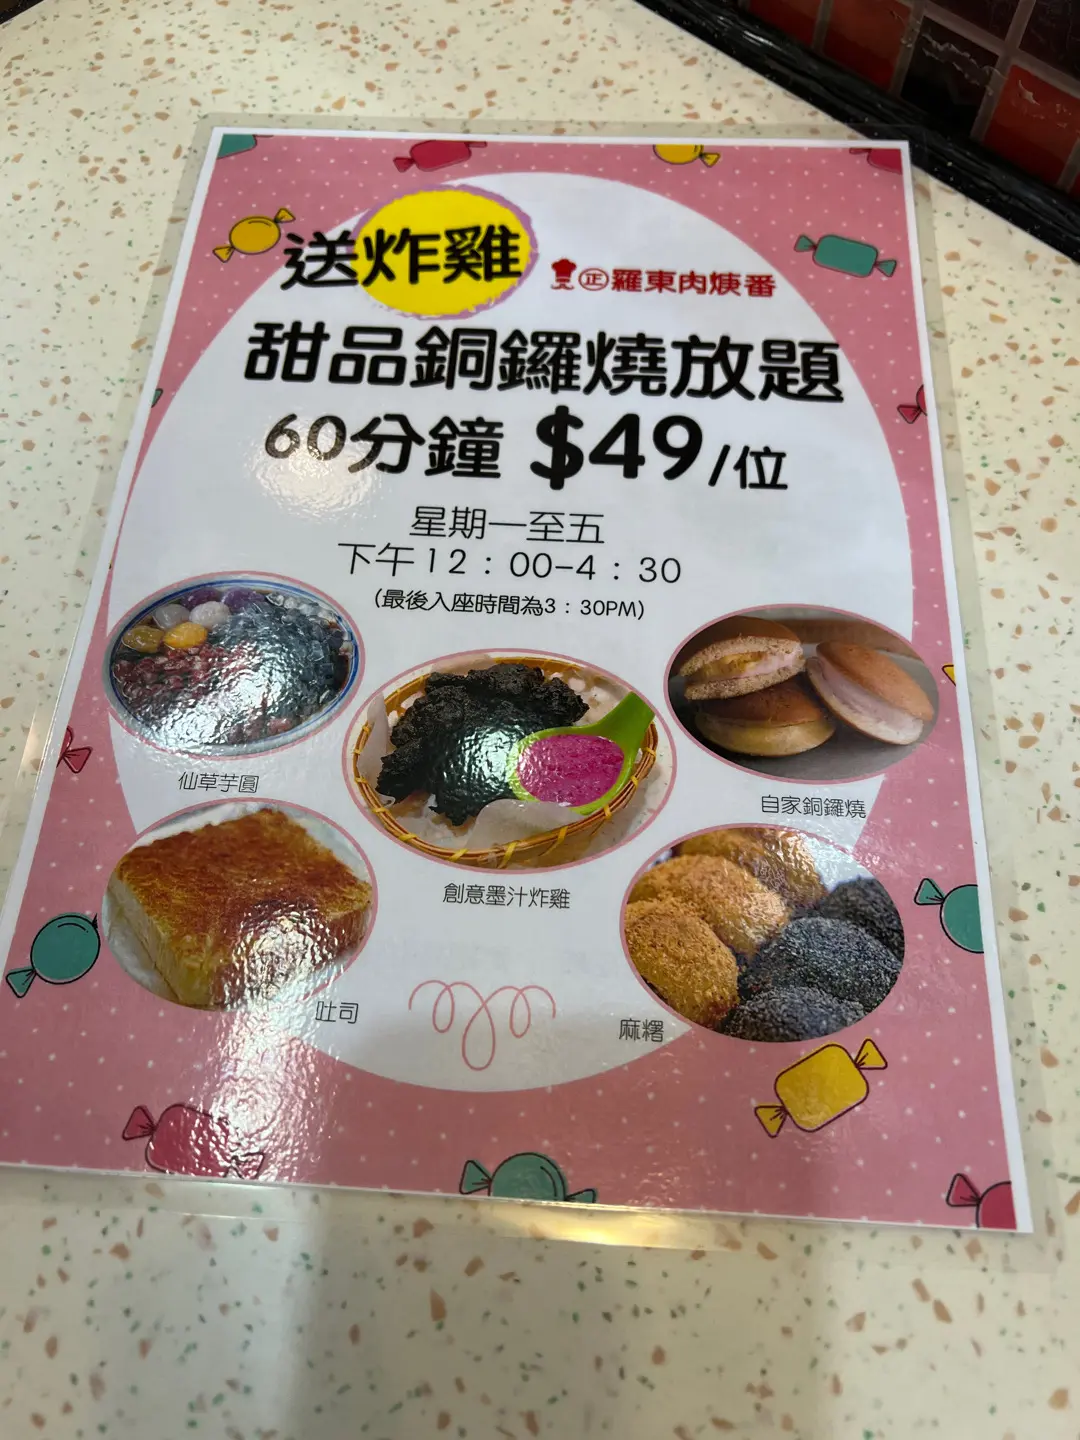 送炸雞
正羅東肉焿番
甜品銅鑼燒放題
60分鐘 $49/位
星期一至五
下午12：00-4：30
(最後入座時間為3：30PM)
仙草芋圓
自家銅鑼燒
創意墨汁炸雞
吐司
麻糬